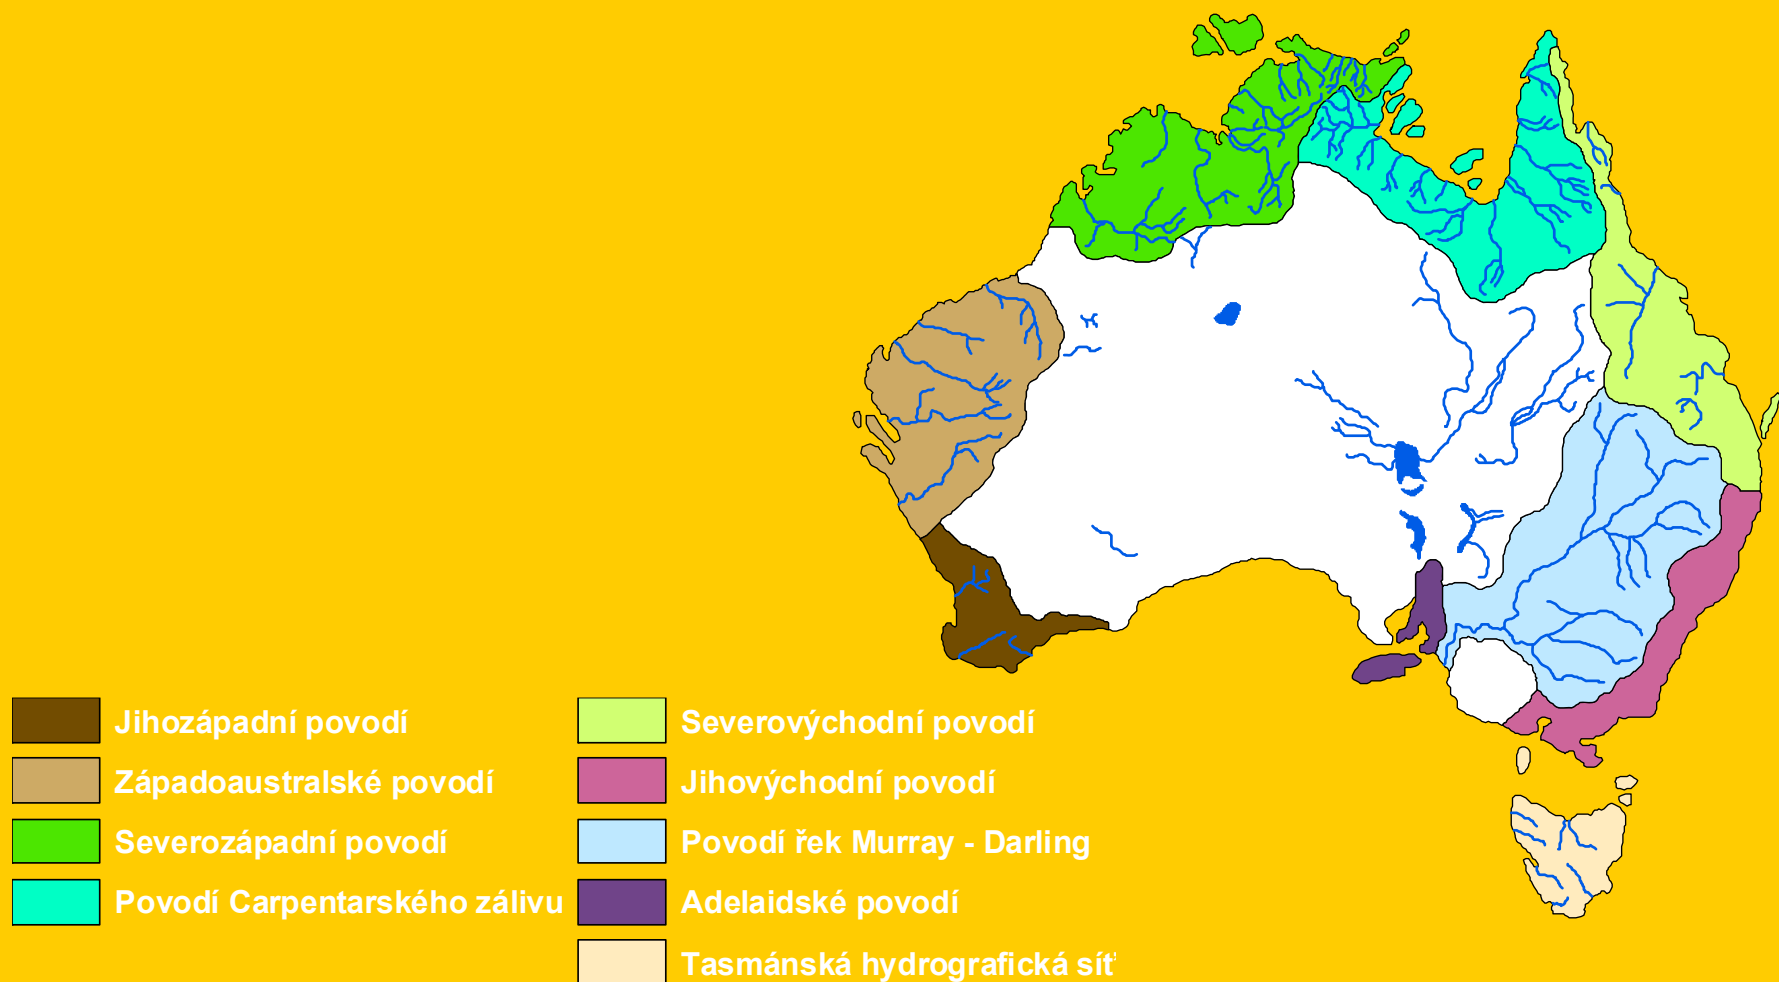 Jihozápadní povodí
Západoaustralské povodí
Severozápadní povodí
Povodí Carpentarského zálivu
Severovýchodní povodí
Jihovýchodní povodí
Povodí řek Murray - Darling
Adelaidské povodí
Tasmánská hydrografická síť